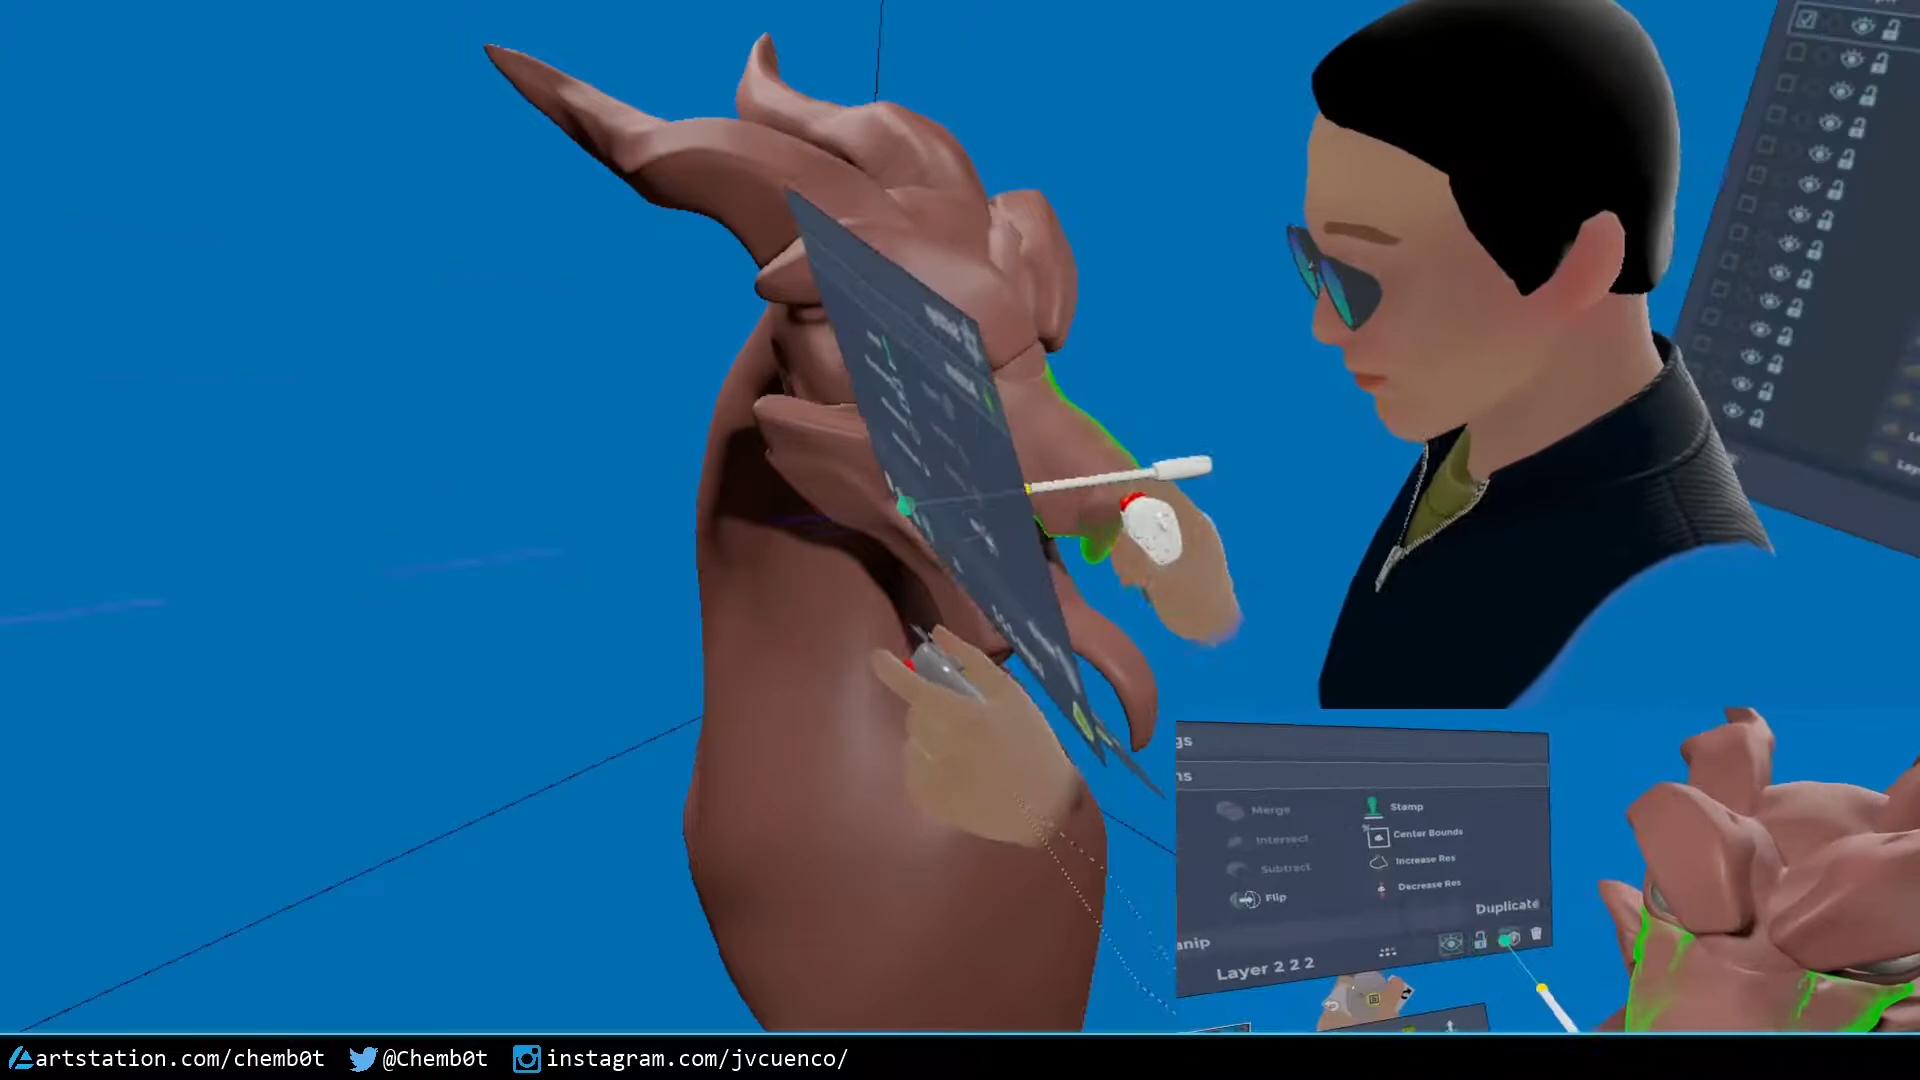 gs
ns
Merge
Stamp
Intersect
Center Bounds
Subtract
Increase Res
Flip
Decrease Res
Duplicate
anip
Layer 2 2 2
artstation.com/chemb0t @Chemb0t instagram.com/jvcuenco/